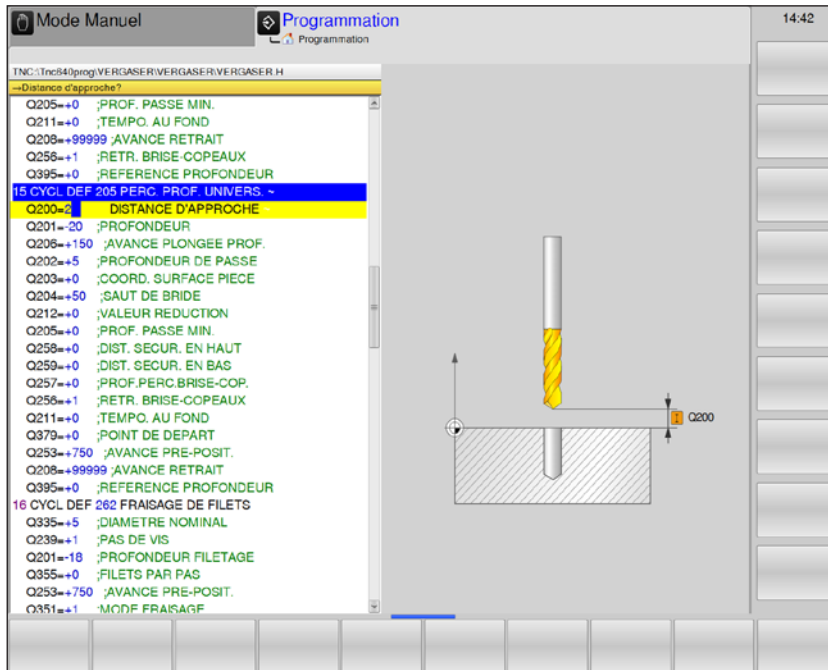 Mode Manuel
Programmation
Programmation
14:42
TNC:\Tnc640prog\VERGASER\VERGASER\VERGASER.H
→Distance d'approche?
Q205=+0 ;PROF. PASSE MIN.
Q211=+0 ;TEMPO. AU FOND
Q208=+99999 ;AVANCE RETRAIT
Q256=+1 ;RETR. BRISE-COPEAUX
Q395=+0 ;REFERENCE PROFONDEUR
15 CYCL DEF 205 PERC. PROF. UNIVERS. ~
Q200=2 DISTANCE D'APPROCHE ~
Q201=-20 ;PROFONDEUR
Q206=+150 ;AVANCE PLONGEE PROF.
Q202=+5 ;PROFONDEUR DE PASSE
Q203=+0 ;COORD. SURFACE PIECE
Q204=+50 ;SAUT DE BRIDE
Q212=+0 ;VALEUR REDUCTION
Q205=+0 ;PROF. PASSE MIN.
Q258=+0 ;DIST. SECUR. EN HAUT
Q259=+0 ;DIST. SECUR. EN BAS
Q257=+0 ;PROF.PERC.BRISE-COP.
Q256=+1 ;RETR. BRISE-COPEAUX
Q211=+0 ;TEMPO. AU FOND
Q379=+0 ;POINT DE DEPART
Q253=+750 ;AVANCE PRE-POSIT.
Q208=+99999 ;AVANCE RETRAIT
Q395=+0 ;REFERENCE PROFONDEUR
16 CYCL DEF 262 FRAISAGE DE FILETS
Q335=+5 ;DIAMETRE NOMINAL
Q239=+1 ;PAS DE VIS
Q201=-18 ;PROFONDEUR FILETAGE
Q355=+0 ;FILETS PAR PAS
Q253=+750 ;AVANCE PRE-POSIT.
Q351=+1 ;MODE FRAISAGE
Q200